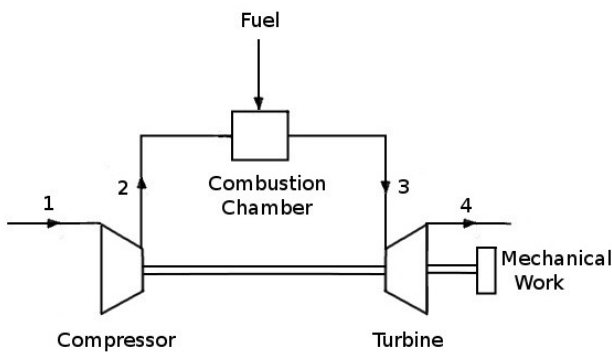 Fuel
1
2
Combustion
Chamber
3
4
Mechanical
Work
Compressor
Turbine